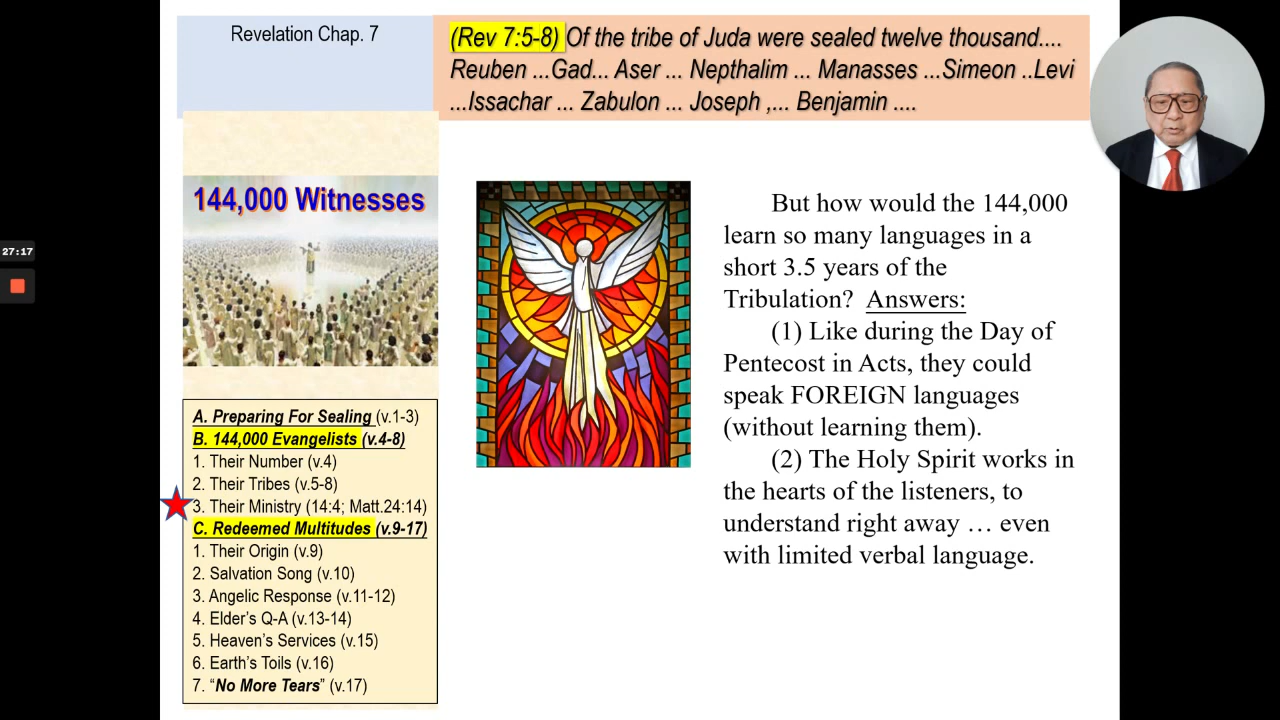 Revelation Chap. 7
(Rev 7:5-8) Of the tribe of Juda were sealed twelve thousand....
Reuben ...Gad... Aser ... Nepthalim ... Manasses ...Simeon ..Levi
...Issachar ... Zabulon ... Joseph ,... Benjamin ....
144,000 Witnesses
27:17
A. Preparing For Sealing (v.1-3)
B. 144,000 Evangelists (v.4-8)
1. Their Number (v.4)
2. Their Tribes (v.5-8)
3. Their Ministry (14:4; Matt.24:14)
C. Redeemed Multitudes (v.9-17)
1. Their Origin (v.9)
2. Salvation Song (v.10)
3. Angelic Response (v.11-12)
4. Elder’s Q-A (v.13-14)
5. Heaven’s Services (v.15)
6. Earth’s Toils (v.16)
7. “No More Tears” (v.17)
But how would the 144,000
learn so many languages in a
short 3.5 years of the
Tribulation? Answers:
(1) Like during the Day of
Pentecost in Acts, they could
speak FOREIGN languages
(without learning them).
(2) The Holy Spirit works in
the hearts of the listeners, to
understand right away … even
with limited verbal language.